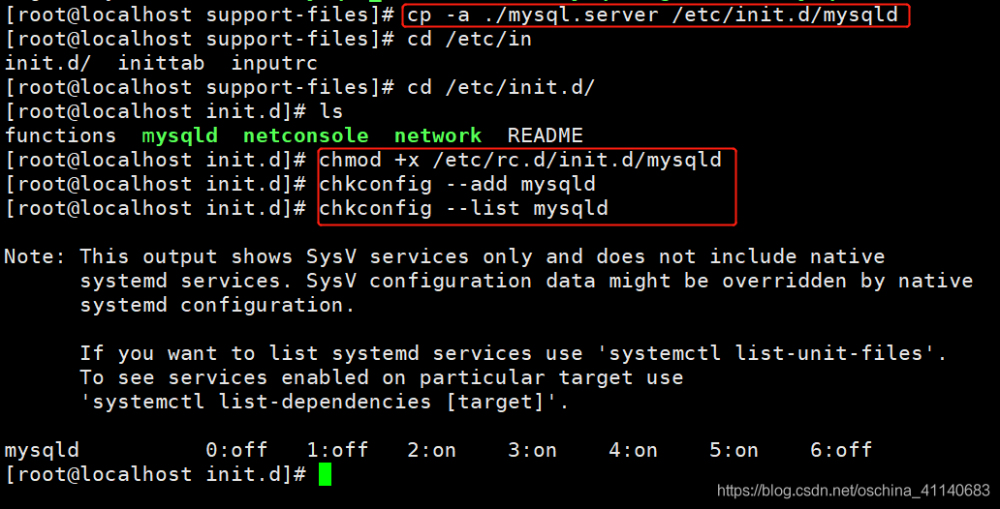 [root@localhost support-files]# cp -a ./mysql.server /etc/init.d/mysqld
[root@localhost support-files]# cd /etc/in
init.d/  inittab  inputrc
[root@localhost support-files]# cd /etc/init.d/
[root@localhost init.d]# ls
functions  mysqld  netconsole  network  README
[root@localhost init.d]# chmod +x /etc/rc.d/init.d/mysqld
[root@localhost init.d]# chkconfig --add mysqld
[root@localhost init.d]# chkconfig --list mysqld

Note: This output shows SysV services only and does not include native
      systemd services. SysV configuration data might be overridden by native
      systemd configuration.

      If you want to list systemd services use 'systemctl list-unit-files'.
      To see services enabled on particular target use
      'systemctl list-dependencies [target]'.

mysqld          0:off   1:off   2:on    3:on    4:on    5:on    6:off
[root@localhost init.d]#
https://blog.csdn.net/oschina_41140683